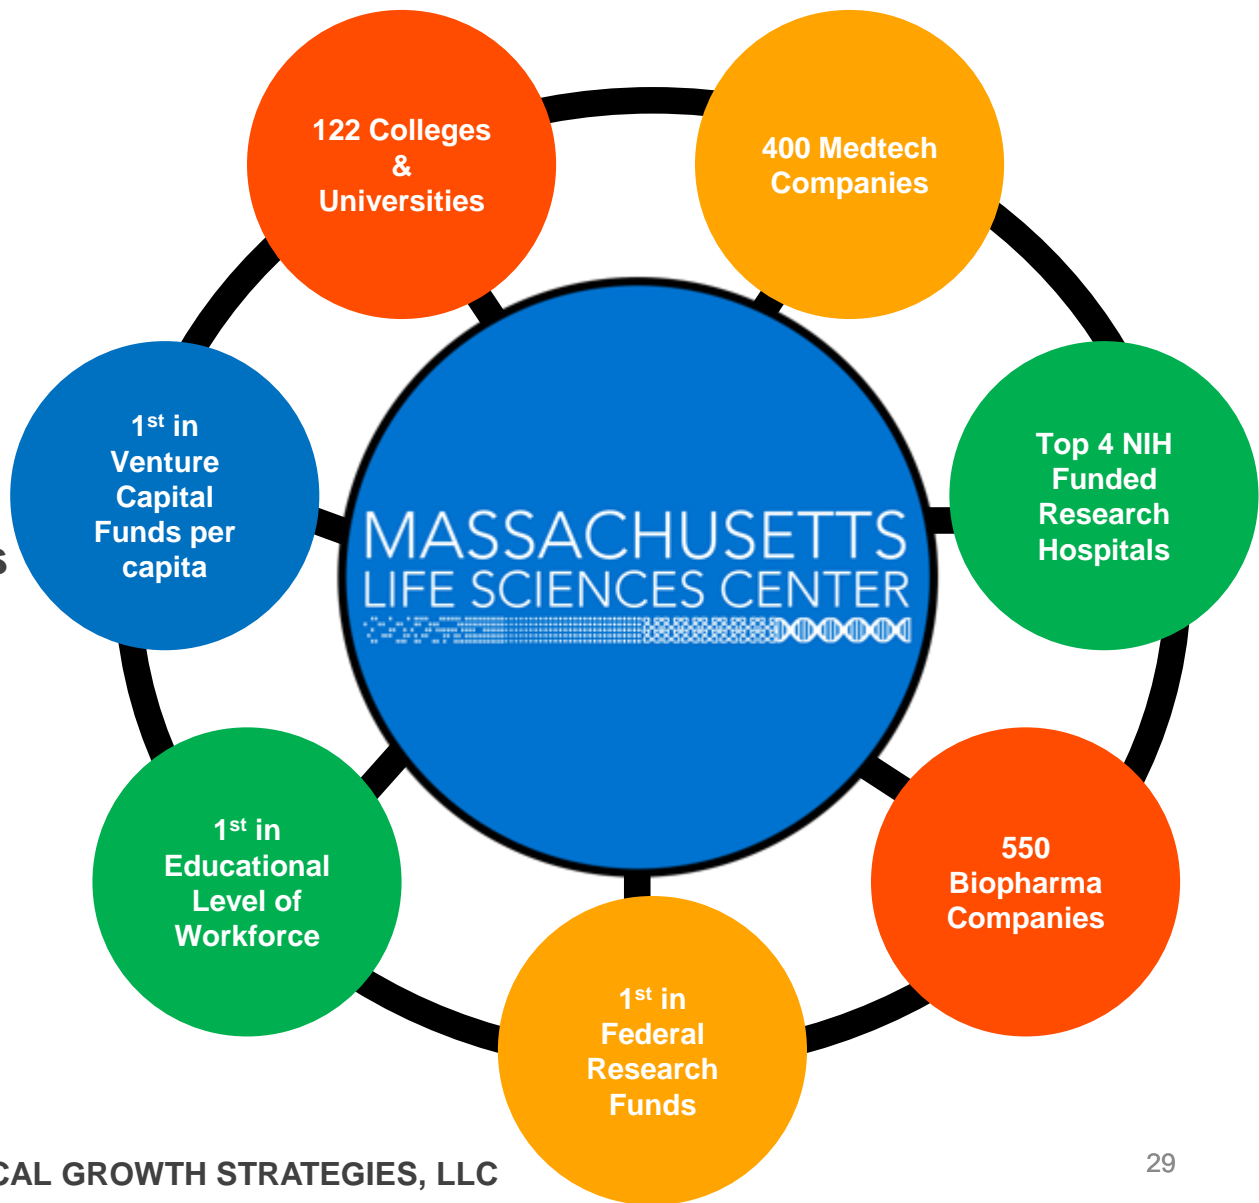 122 Colleges
&
Universities
400 Medtech
Companies
1st in
Venture
Capital
Funds per
capita
Top 4 NIH
Funded
Research
Hospitals
MASSACHUSETTS
LIFE SCIENCES CENTER
1st in
Educational
Level of
Workforce
550
Biopharma
Companies
1st in
Federal
Research
Funds
GROWTH STRATEGIES, LLC
29